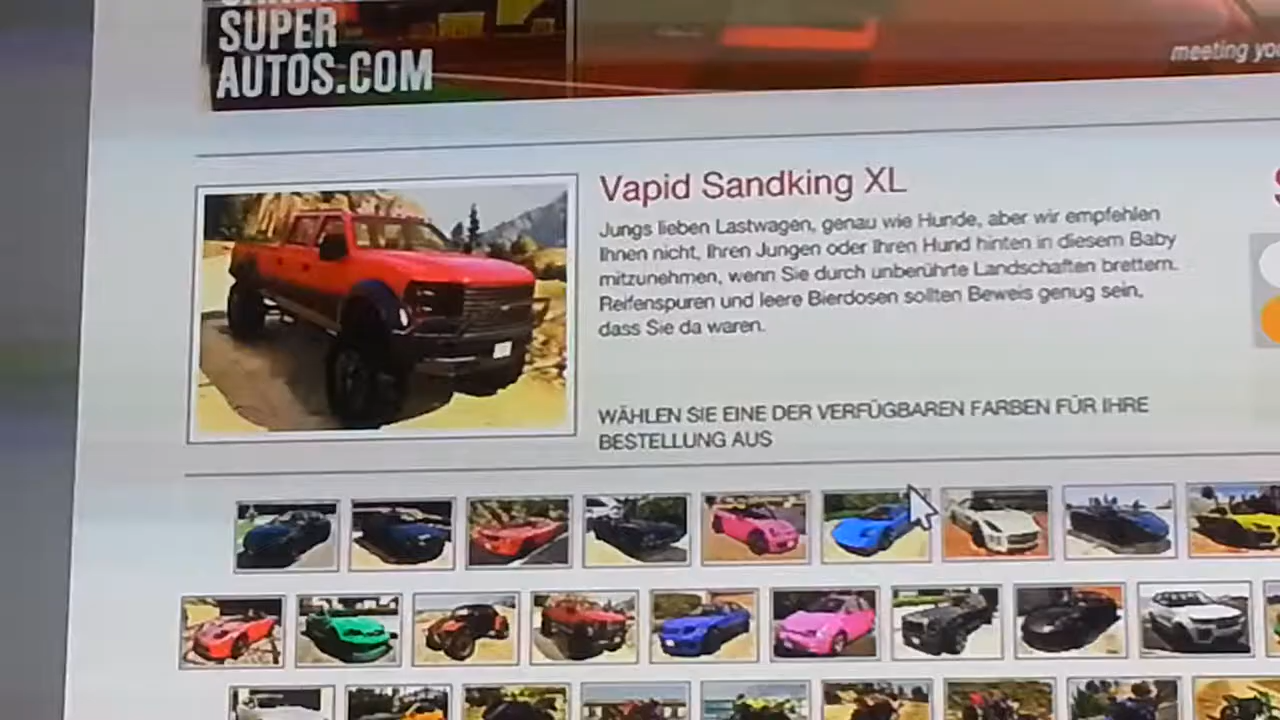 SUPER
AUTOS.COM
meeting
Vapid Sandking XL
Jungs lieben Lastwagen, genau wie Hunde, aber wir empfehlen
Ihnen nicht, Ihren Jungen oder Ihren Hund hinten in diesem Baby
mitzunehmen, wenn Sie durch unberührte Landschaften brettern.
Reifenspuren und leere Bierdosen sollten Beweis genug sein,
dass Sie da waren.
WÄHLEN SIE EINE DER VERFÜGBAREN FARBEN FÜR IHRE
BESTELLUNG AUS